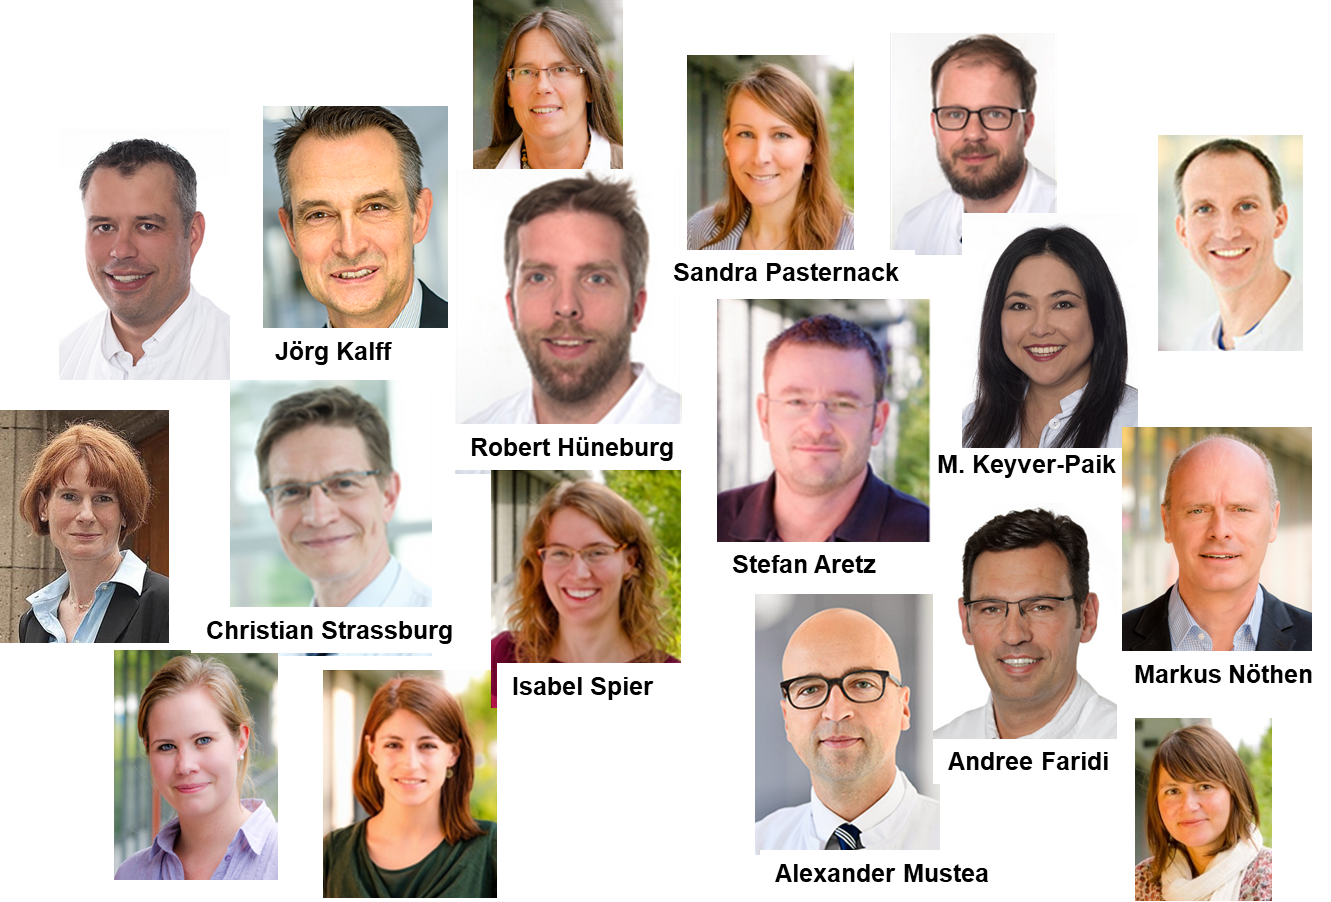 Sandra Pasternack
Jörg Kalff
Robert Hüneburg
M. Keyver-Paik
Stefan Aretz
Christian Strassburg
Isabel Spier
Markus Nöthen
Andree Faridi
Alexander Mustea